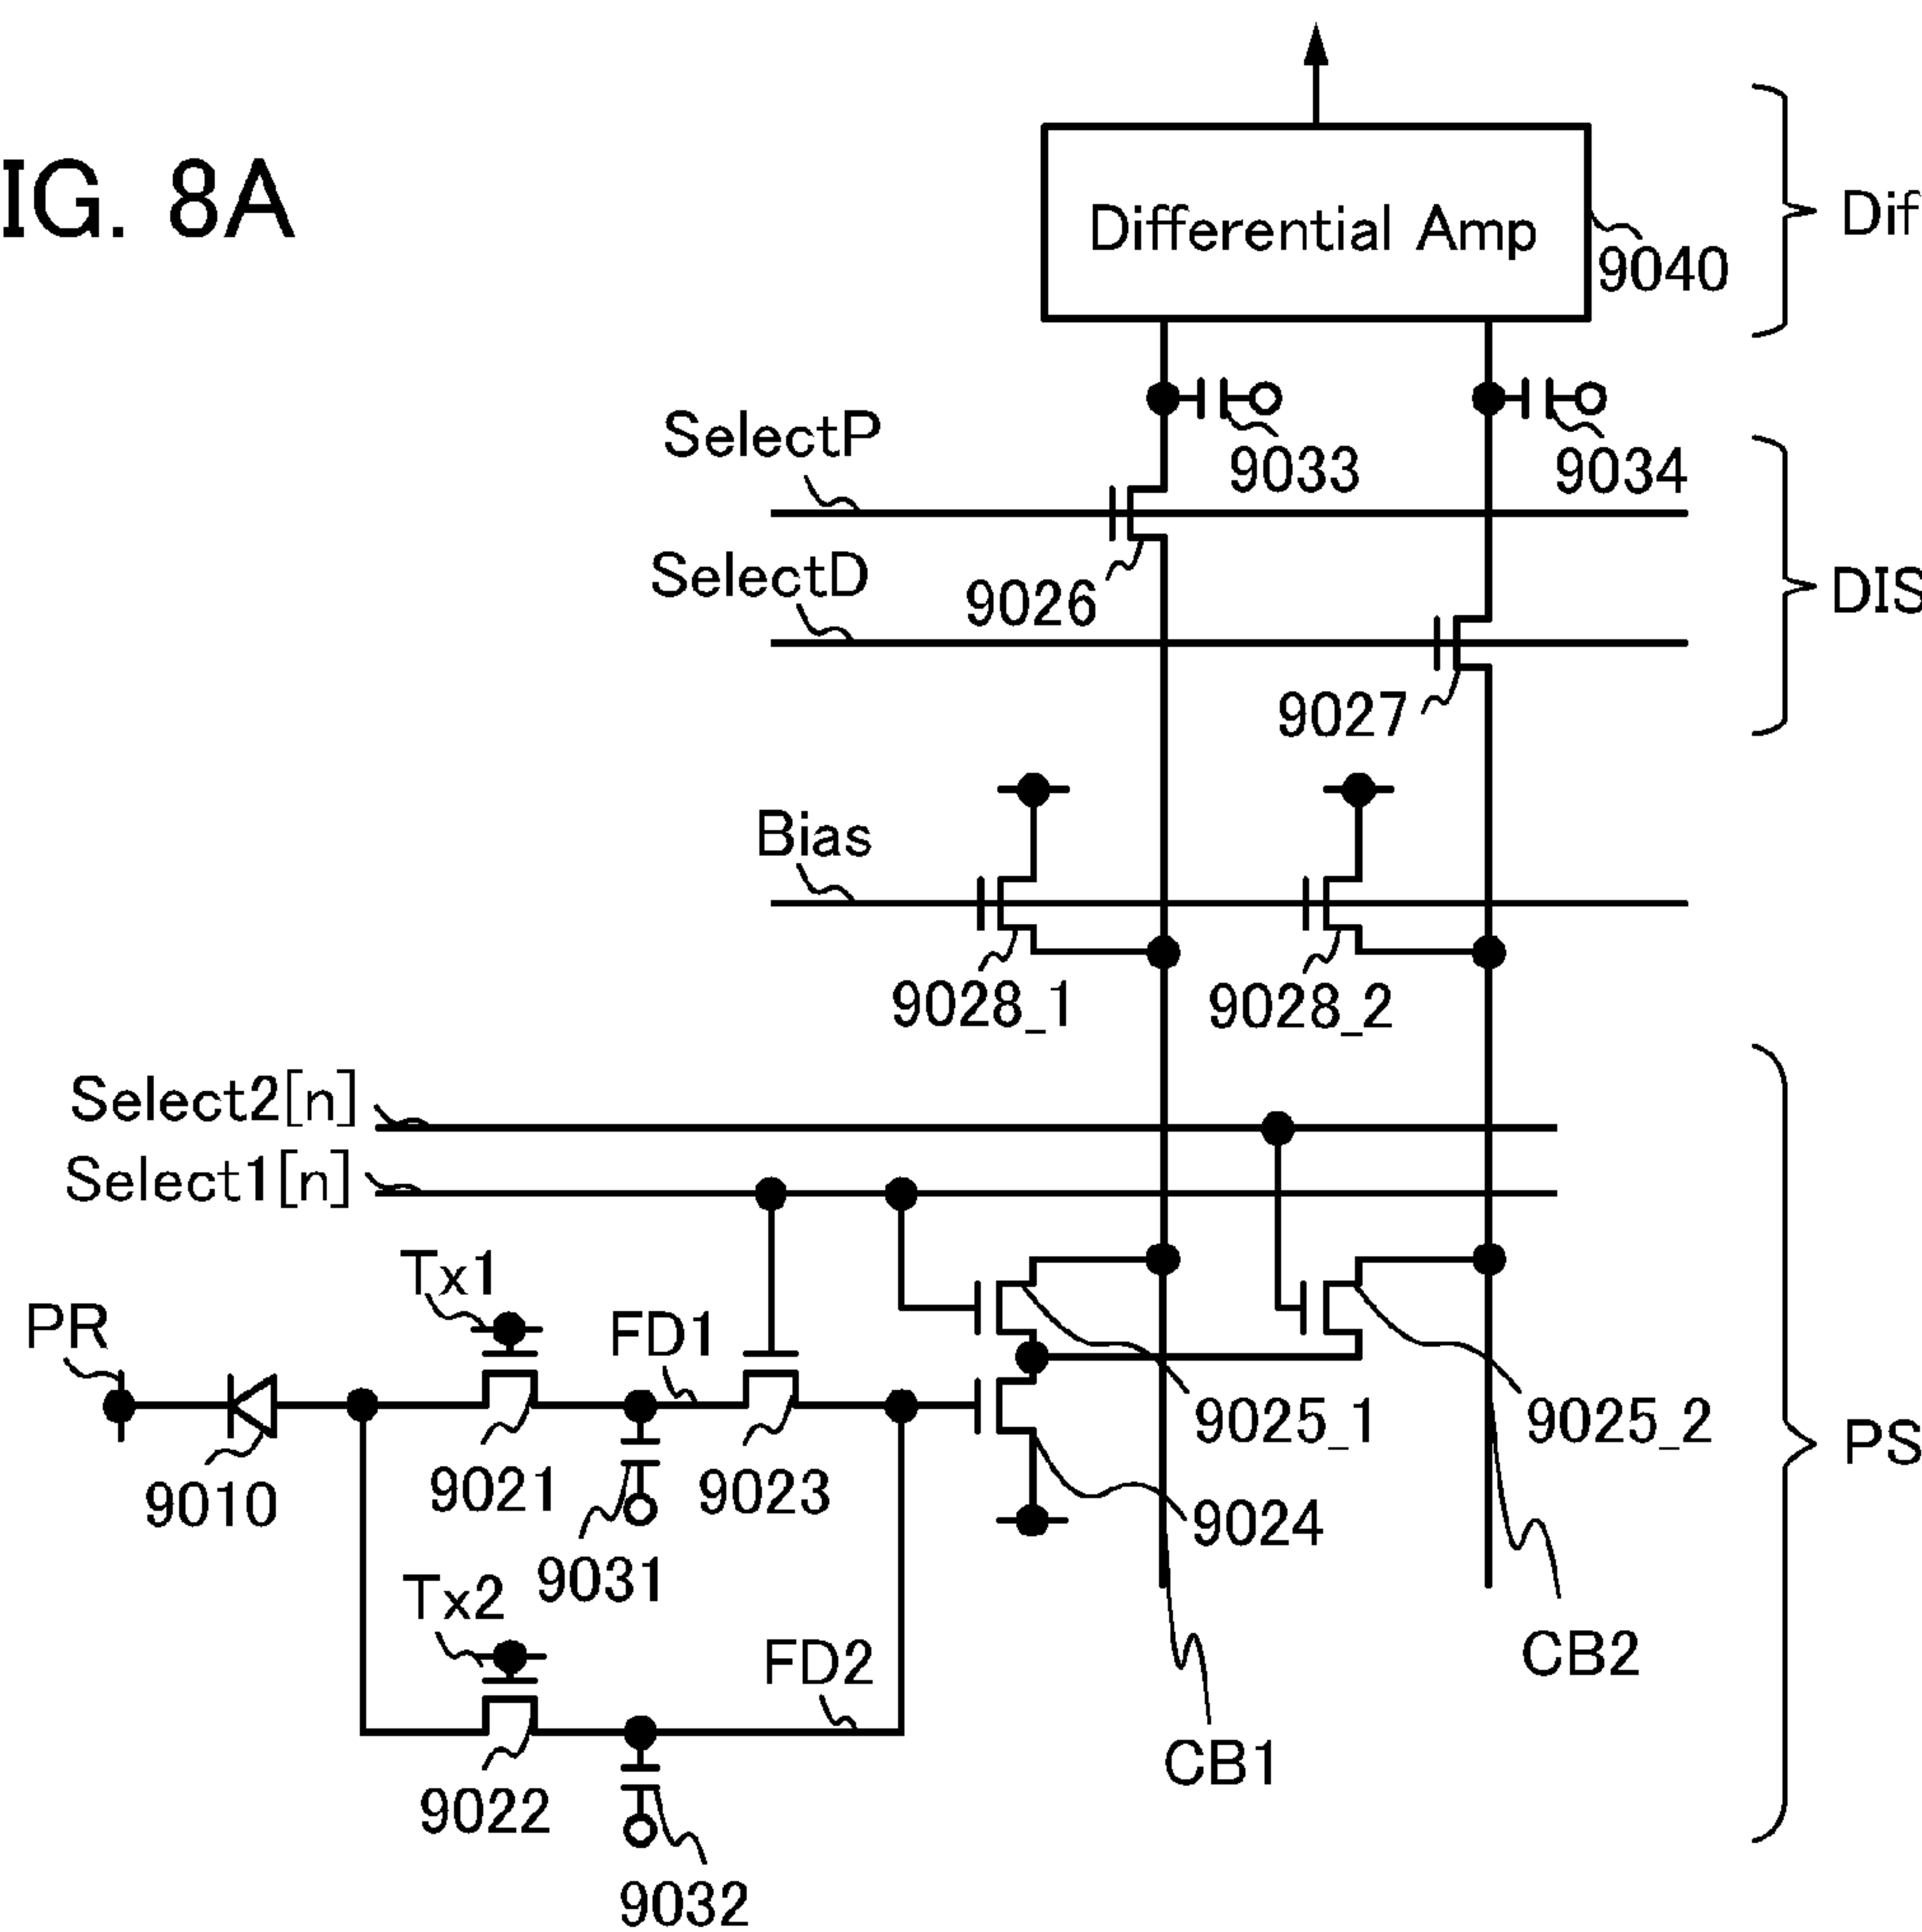 IG. 8A
Differential Amp
Dif
9040
SelectP
9033
9034
SelectD
9026
DIS
9027
Bias
9028_1
9028_2
Select2[n]
Select1[n]
Tx1
PR
FD1
9025_1
9025_2
PS
9010
9021
9023
9024
9031
Tx2
FD2
CB2
CB1
9022
9032